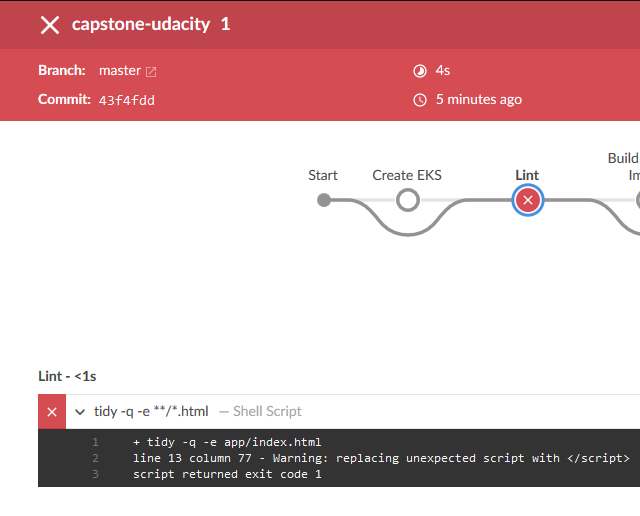 capstone-udacity 1
Branch: master
4s
Commit: 43f4fdd
5 minutes ago
Start
Create EKS
Lint
Build
Lint - <1s
tidy -q -e **/*.html — Shell Script
1 + tidy -q -e app/index.html
2 line 13 column 77 - Warning: replacing unexpected script with </script>
3 script returned exit code 1